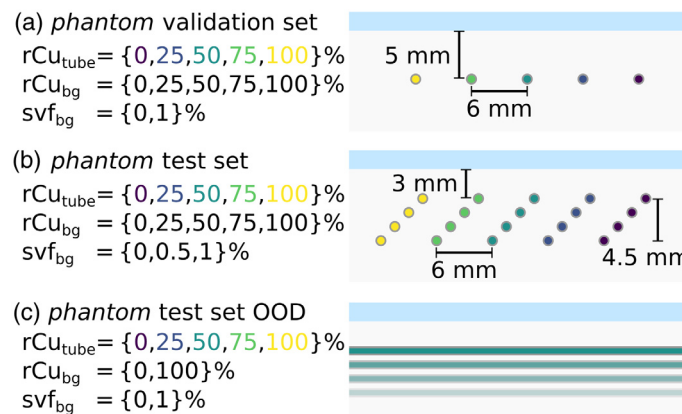 (a) phantom validation set
rCu_tube = {0,25,50,75,100}%
rCu_bg = {0,25,50,75,100}%
svf_bg = {0,1}%
5 mm
6 mm
(b) phantom test set
rCu_tube = {0,25,50,75,100}%
rCu_bg = {0,25,50,75,100}%
svf_bg = {0,0.5,1}%
3 mm
6 mm
4.5 mm
(c) phantom test set OOD
rCu_tube = {0,25,50,75,100}%
rCu_bg = {0,100}%
svf_bg = {0,1}%